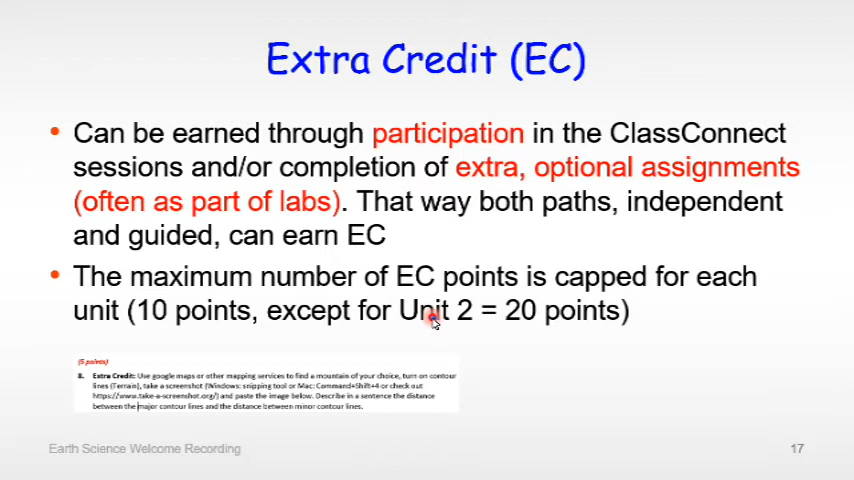 Extra Credit (EC)
• Can be earned through participation in the ClassConnect
sessions and/or completion of extra, optional assignments
(often as part of labs). That way both paths, independent
and guided, can earn EC
• The maximum number of EC points is capped for each
unit (10 points, except for Unit 2 = 20 points)
(5 points)
8. Extra Credit: Use google maps or other mapping services to find a mountain of your choice, turn on contour
lines (Terrain), take a screenshot (Windows: snipping tool or Mac: Command+Shift+4 or check out
https://www.take-a-screenshot.org/) and paste the image below. Describe in a sentence the distance
between the major contour lines and the distance between minor contour lines.
Earth Science Welcome Recording
17